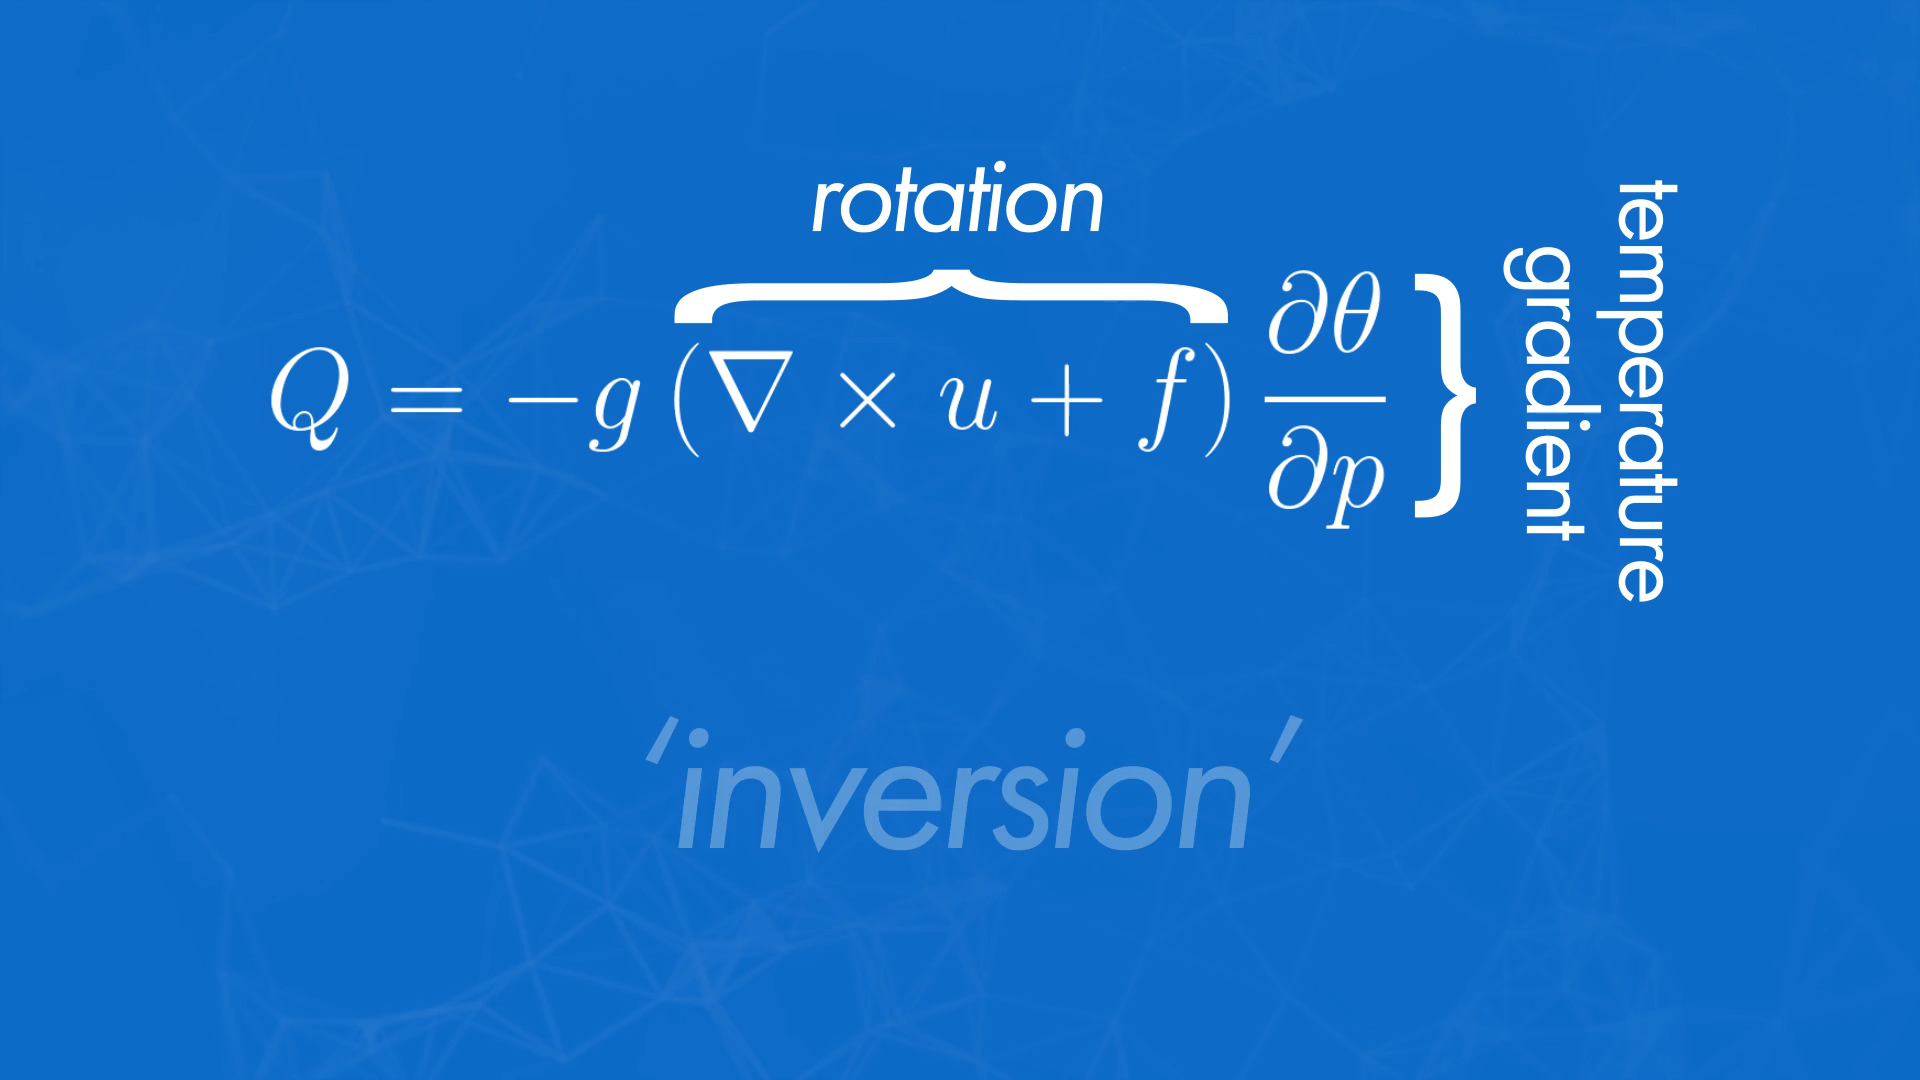 rotation
Q = −g (∇ × u + f) ∂θ/∂p }
temperature
gradient
'inversion'